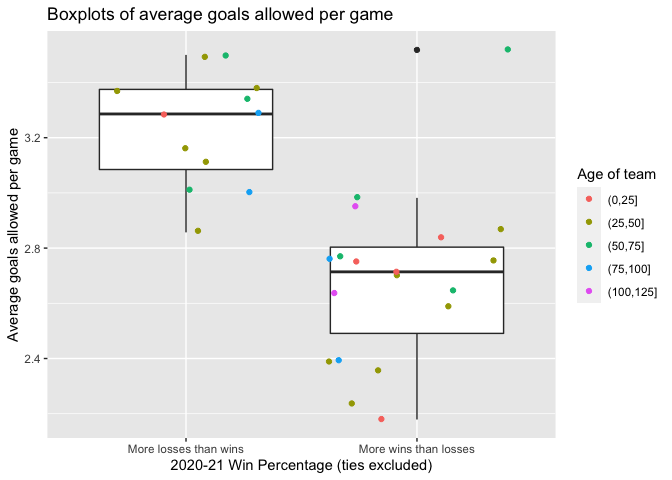 Boxplots of average goals allowed per game
Average goals allowed per game
3.2
2.8
2.4
More losses than wins
More wins than losses
2020-21 Win Percentage (ties excluded)
Age of team
(0,25]
(25,50]
(50,75]
(75,100]
(100,125]